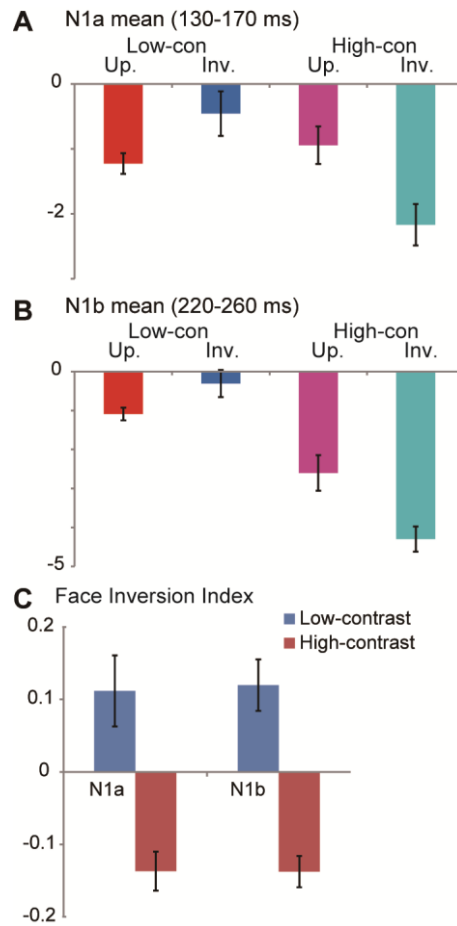 A N1a mean (130-170 ms)
Low-con High-con
Up. Inv. Up. Inv.
0
-2
B N1b mean (220-260 ms)
Low-con High-con
Up. Inv. Up. Inv.
0
-5
C Face Inversion Index
0.2
Low-contrast
High-contrast
0.1
0
N1a N1b
-0.1
-0.2